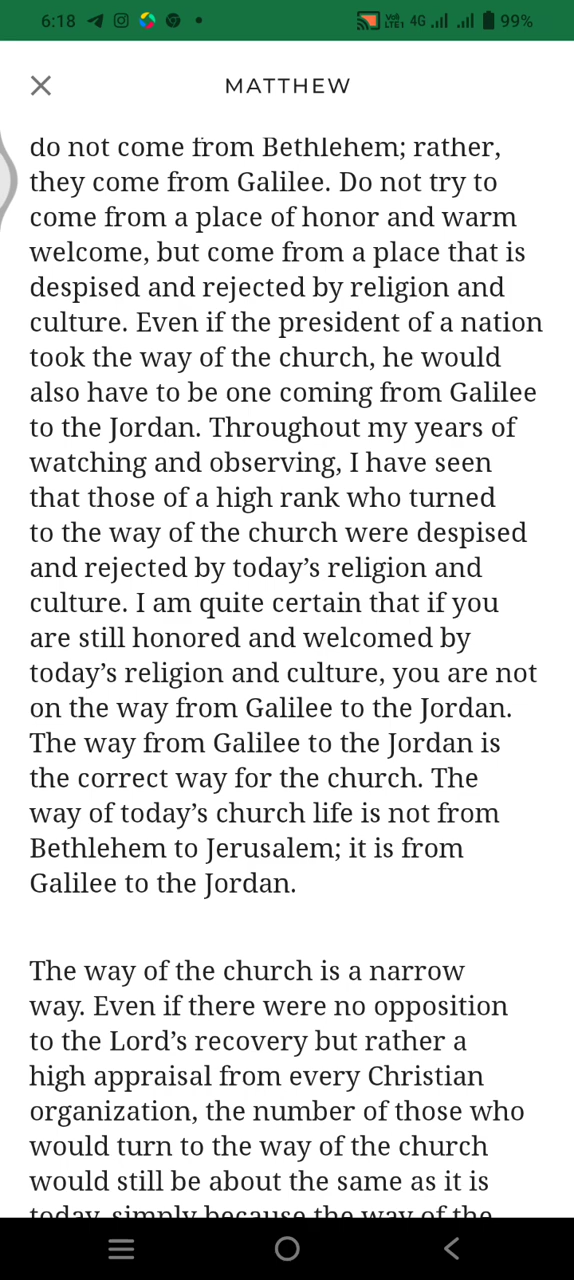 6:18
Vo))
LTE1
4G
99%
MATTHEW
do not come from Bethlehem; rather,
they come from Galilee. Do not try to
come from a place of honor and warm
welcome, but come from a place that is
despised and rejected by religion and
culture. Even if the president of a nation
took the way of the church, he would
also have to be one coming from Galilee
to the Jordan. Throughout my years of
watching and observing, I have seen
that those of a high rank who turned
to the way of the church were despised
and rejected by today’s religion and
culture. I am quite certain that if you
are still honored and welcomed by
today’s religion and culture, you are not
on the way from Galilee to the Jordan.
The way from Galilee to the Jordan is
the correct way for the church. The
way of today’s church life is not from
Bethlehem to Jerusalem; it is from
Galilee to the Jordan.
The way of the church is a narrow
way. Even if there were no opposition
to the Lord’s recovery but rather a
high appraisal from every Christian
organization, the number of those who
would turn to the way of the church
would still be about the same as it is
today, simply because the way of the